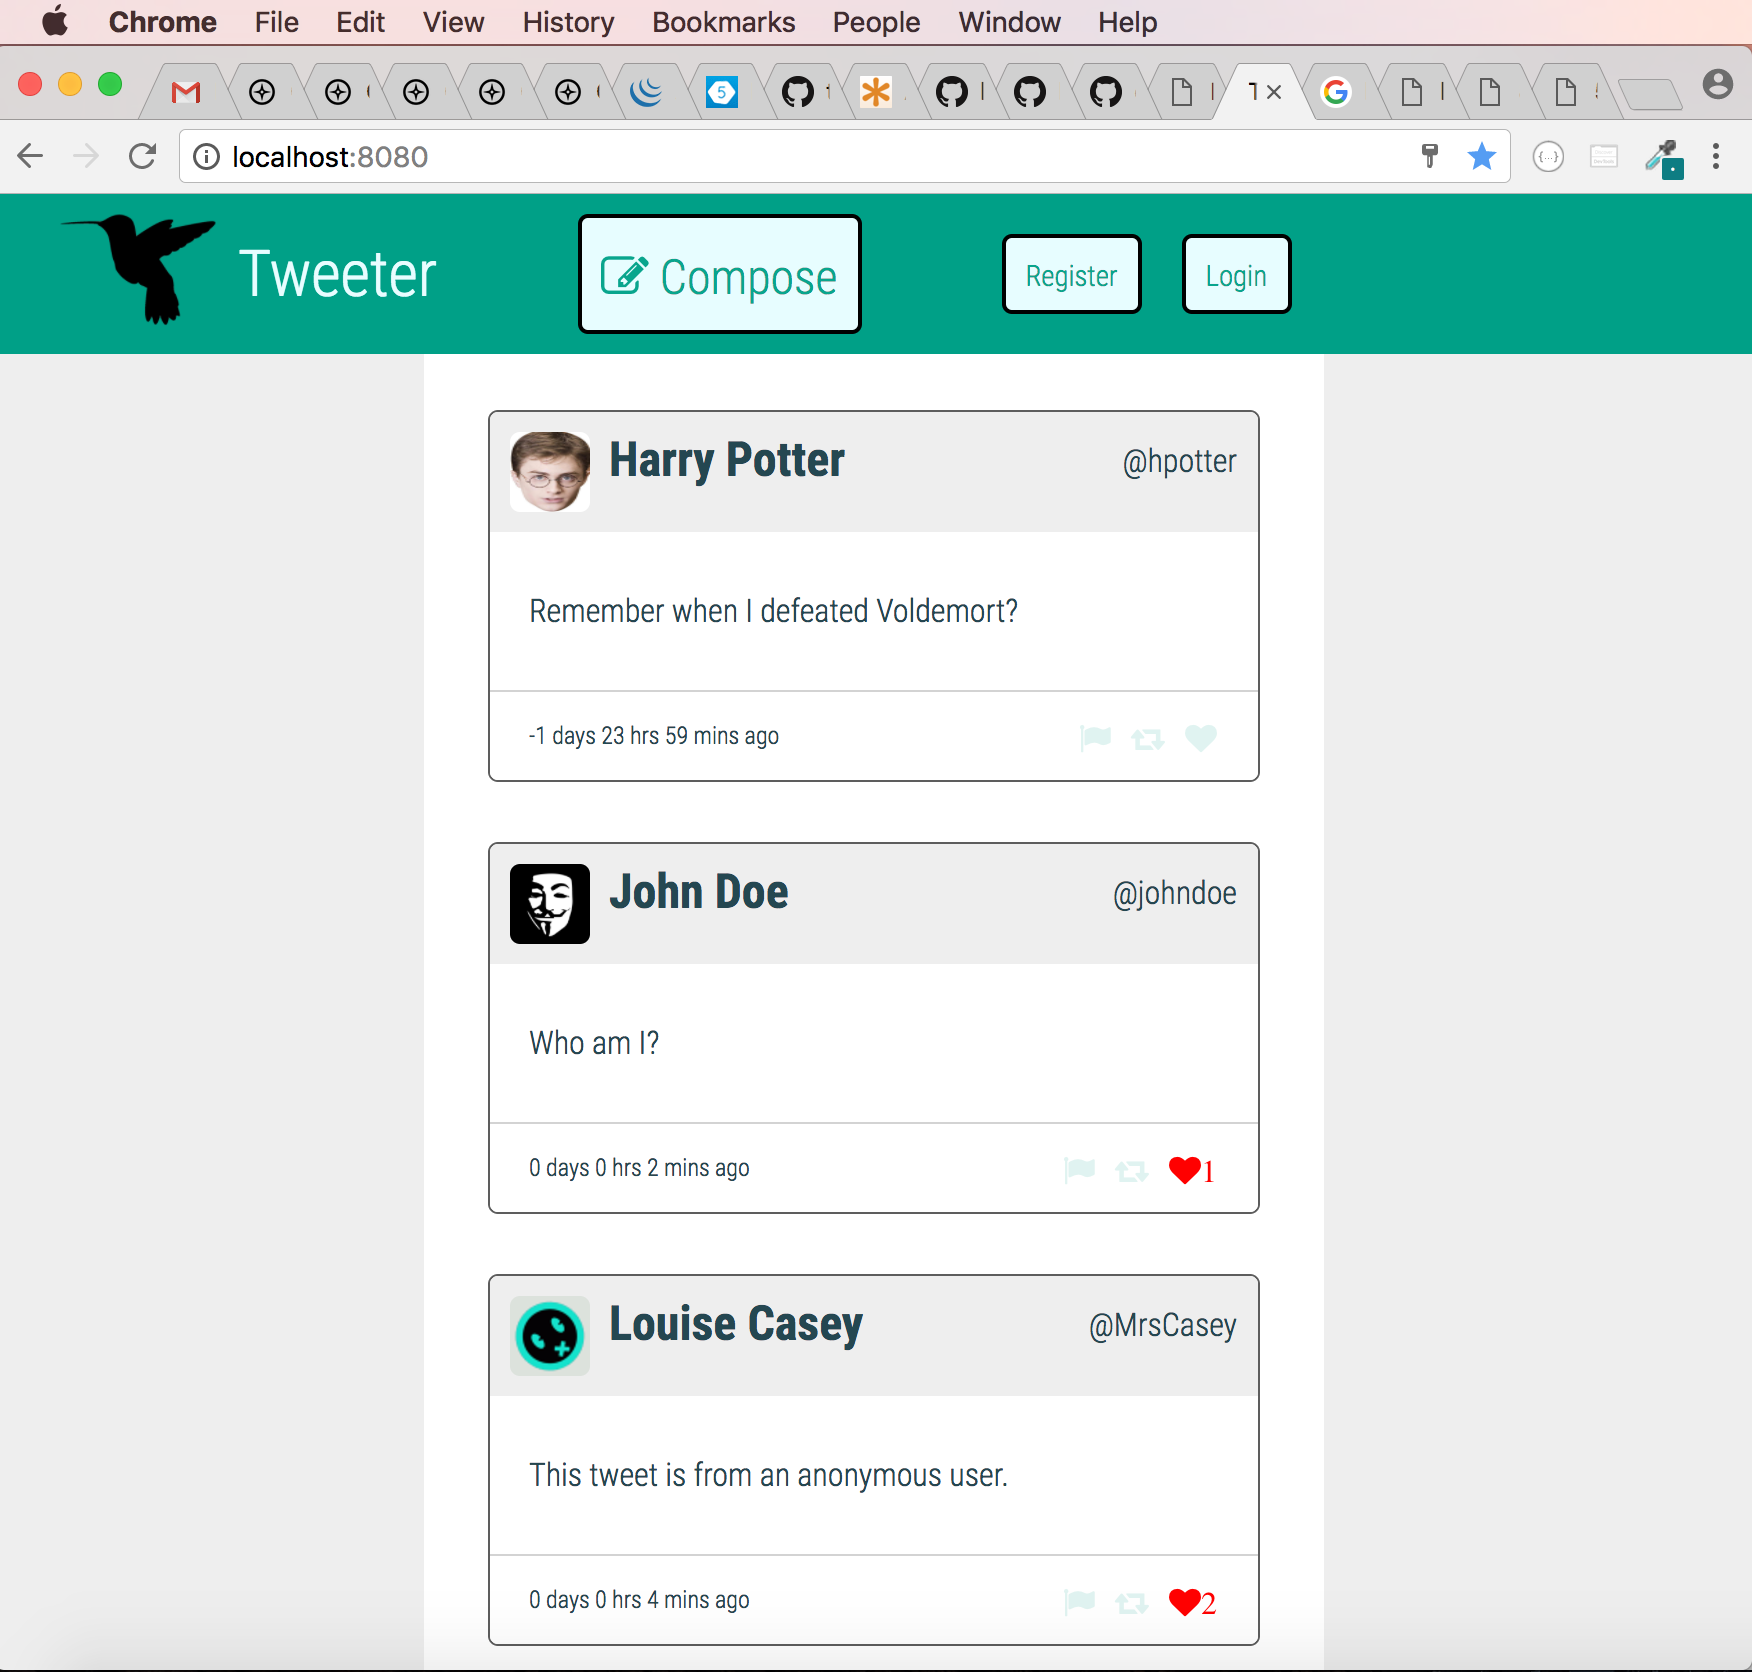 Chrome File Edit View History Bookmarks People Window Help
5
localhost:8080
Tweeter
Compose
Register
Login
Harry Potter
@hpotter
Remember when I defeated Voldemort?
-1 days 23 hrs 59 mins ago
John Doe
@johndoe
Who am I?
0 days 0 hrs 2 mins ago
1
Louise Casey
@MrsCasey
This tweet is from an anonymous user.
0 days 0 hrs 4 mins ago
2